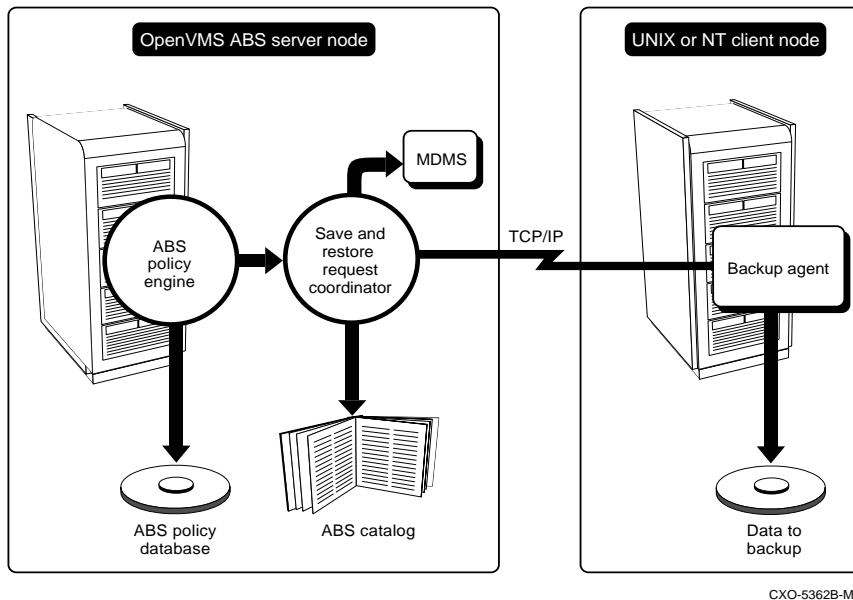 OpenVMS ABS server node
UNIX or NT client node
MDMS
ABS
policy
engine
Save and
restore
request
coordinator
TCP/IP
Backup agent
ABS policy
database
ABS catalog
Data to
backup
CXO-5362B-M